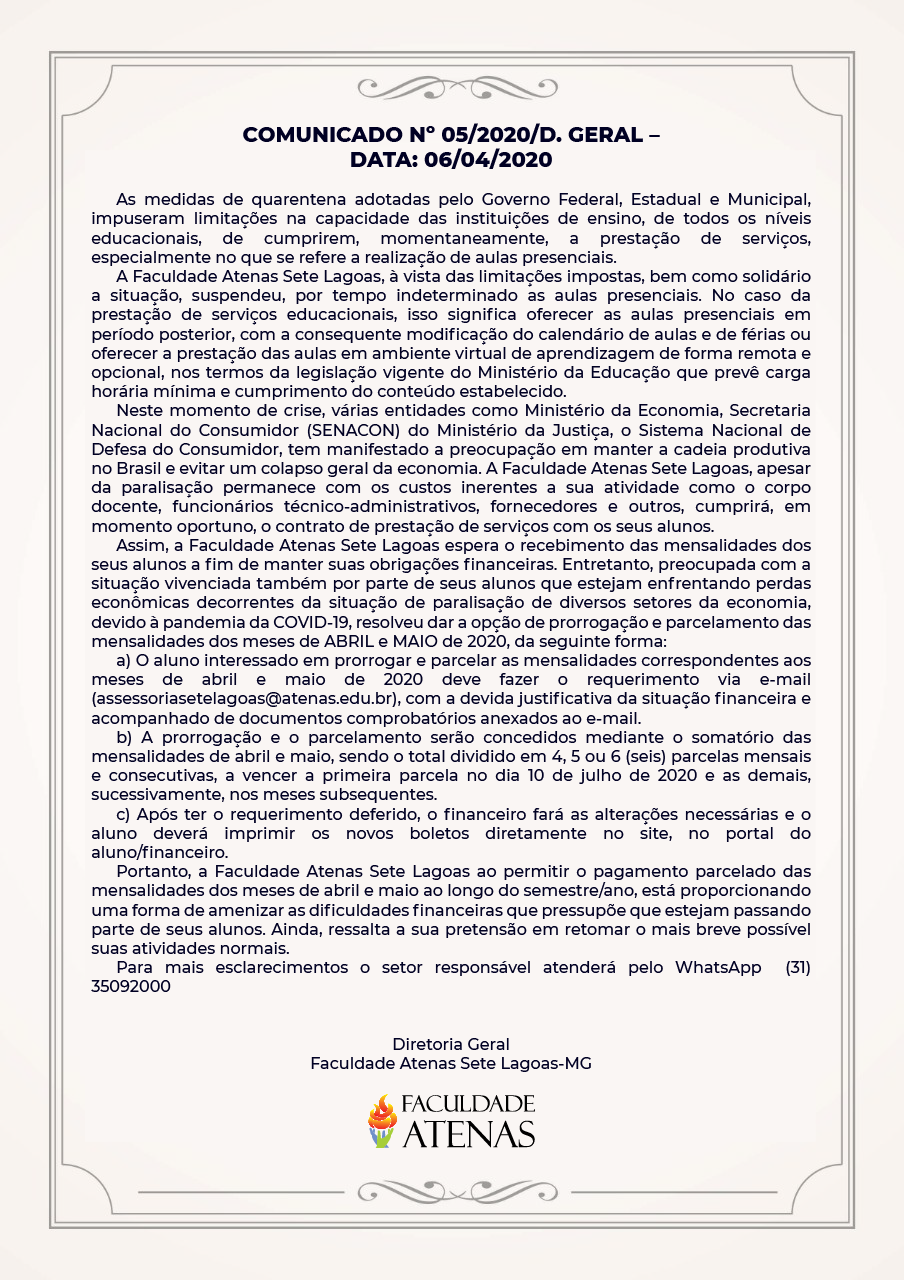 COMUNICADO Nº 05/2020/D. GERAL –
DATA: 06/04/2020
As medidas de quarentena adotadas pelo Governo Federal, Estadual e Municipal,
impuseram limitações na capacidade das instituições de ensino, de todos os níveis
educacionais, de cumprirem, momentaneamente, a prestação de serviços,
especialmente no que se refere a realização de aulas presenciais.
A Faculdade Atenas Sete Lagoas, à vista das limitações impostas, bem como solidário
a situação, suspendeu, por tempo indeterminado as aulas presenciais. No caso da
prestação de serviços educacionais, isso significa oferecer as aulas presenciais em
período posterior, com a consequente modificação do calendário de aulas e de férias ou
oferecer a prestação das aulas em ambiente virtual de aprendizagem de forma remota e
opcional, nos termos da legislação vigente do Ministério da Educação que prevê carga
horária mínima e cumprimento do conteúdo estabelecido.
Neste momento de crise, várias entidades como Ministério da Economia, Secretaria
Nacional do Consumidor (SENACON) do Ministério da Justiça, o Sistema Nacional de
Defesa do Consumidor, tem manifestado a preocupação em manter a cadeia produtiva
no Brasil e evitar um colapso geral da economia. A Faculdade Atenas Sete Lagoas, apesar
da paralisação permanece com os custos inerentes a sua atividade como o corpo
docente, funcionários técnico-administrativos, fornecedores e outros, cumprirá, em
momento oportuno, o contrato de prestação de serviços com os seus alunos.
Assim, a Faculdade Atenas Sete Lagoas espera o recebimento das mensalidades dos
seus alunos a fim de manter suas obrigações financeiras. Entretanto, preocupada com a
situação vivenciada também por parte de seus alunos que estejam enfrentando perdas
econômicas decorrentes da situação de paralisação de diversos setores da economia,
devido à pandemia da COVID-19, resolveu dar a opção de prorrogação e parcelamento das
mensalidades dos meses de ABRIL e MAIO de 2020, da seguinte forma:
a) O aluno interessado em prorrogar e parcelar as mensalidades correspondentes aos
meses de abril e maio de 2020 deve fazer o requerimento via e-mail
(assessoriasetelagoas@atenas.edu.br), com a devida justificativa da situação financeira e
acompanhado de documentos comprobatórios anexados ao e-mail.
b) A prorrogação e o parcelamento serão concedidos mediante o somatório das
mensalidades de abril e maio, sendo o total dividido em 4, 5 ou 6 (seis) parcelas mensais
e consecutivas, a vencer a primeira parcela no dia 10 de julho de 2020 e as demais,
sucessivamente, nos meses subsequentes.
c) Após ter o requerimento deferido, o financeiro fará as alterações necessárias e o
aluno deverá imprimir os novos boletos diretamente no site, no portal do
aluno/financeiro.
Portanto, a Faculdade Atenas Sete Lagoas ao permitir o pagamento parcelado das
mensalidades dos meses de abril e maio ao longo do semestre/ano, está proporcionando
uma forma de amenizar as dificuldades financeiras que pressupõe que estejam passando
parte de seus alunos. Ainda, ressalta a sua pretensão em retomar o mais breve possível
suas atividades normais.
Para mais esclarecimentos o setor responsável atenderá pelo WhatsApp (31)
35092000
Diretoria Geral
Faculdade Atenas Sete Lagoas-MG
FACULDADE
ATENAS